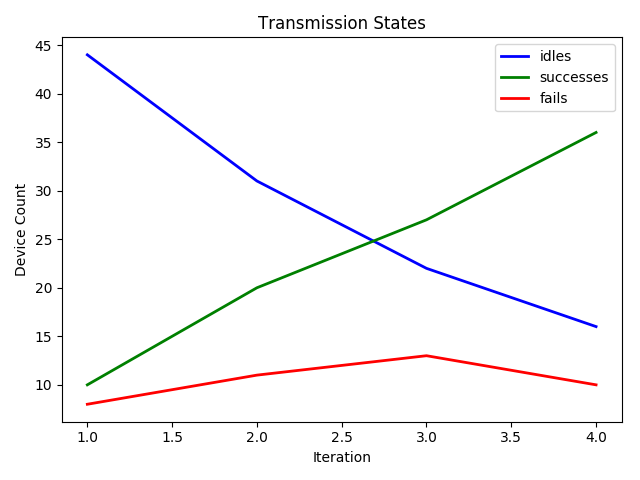 Transmission States
45
40
35
30
25
20
15
10
Device Count
idles
successes
fails
1.0 1.5 2.0 2.5 3.0 3.5 4.0
Iteration